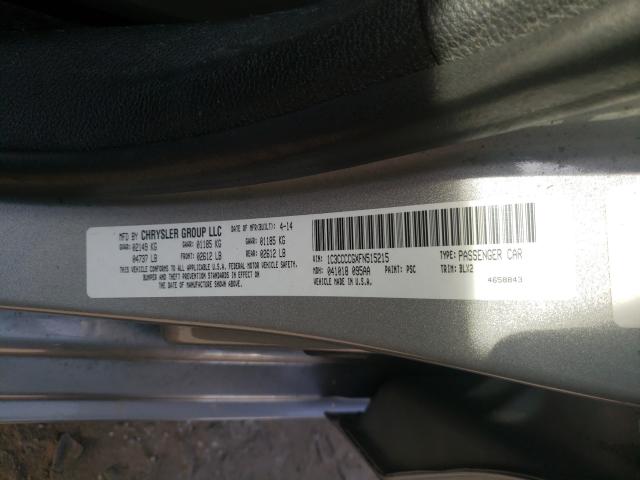 MFD BY CHRYSLER GROUP LLC DATE OF MFR(BUILT): 4-14
GVWR: 02149 KG GAWR: 01185 KG GAWR: 01185 KG
04737 LB FRONT: 02612 LB REAR: 02612 LB
THIS VEHICLE CONFORMS TO ALL APPLICABLE U.S.A. FEDERAL MOTOR VEHICLE SAFETY,
BUMPER AND THEFT PREVENTION STANDARDS IN EFFECT ON
THE DATE OF MANUFACTURE SHOWN ABOVE.
VIN: 1C3CCCCGXFN515215 TYPE: PASSENGER CAR
MDH: 041018 095AA PAINT: PSC TRIM: BLX2
VEHICLE MADE IN U.S.A. 4658843